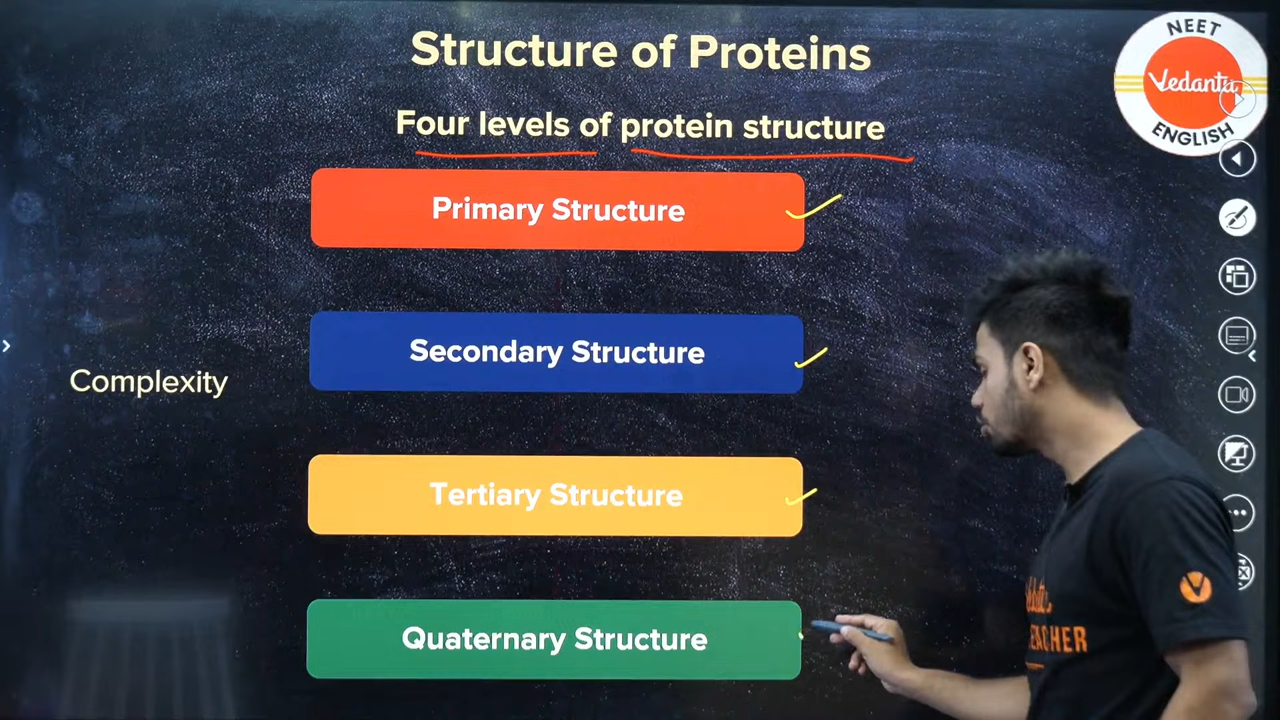 Structure of Proteins
Four levels of protein structure
NEET
Vedantu
ENGLISH
Primary Structure
Secondary Structure
Complexity
Tertiary Structure
Quaternary Structure